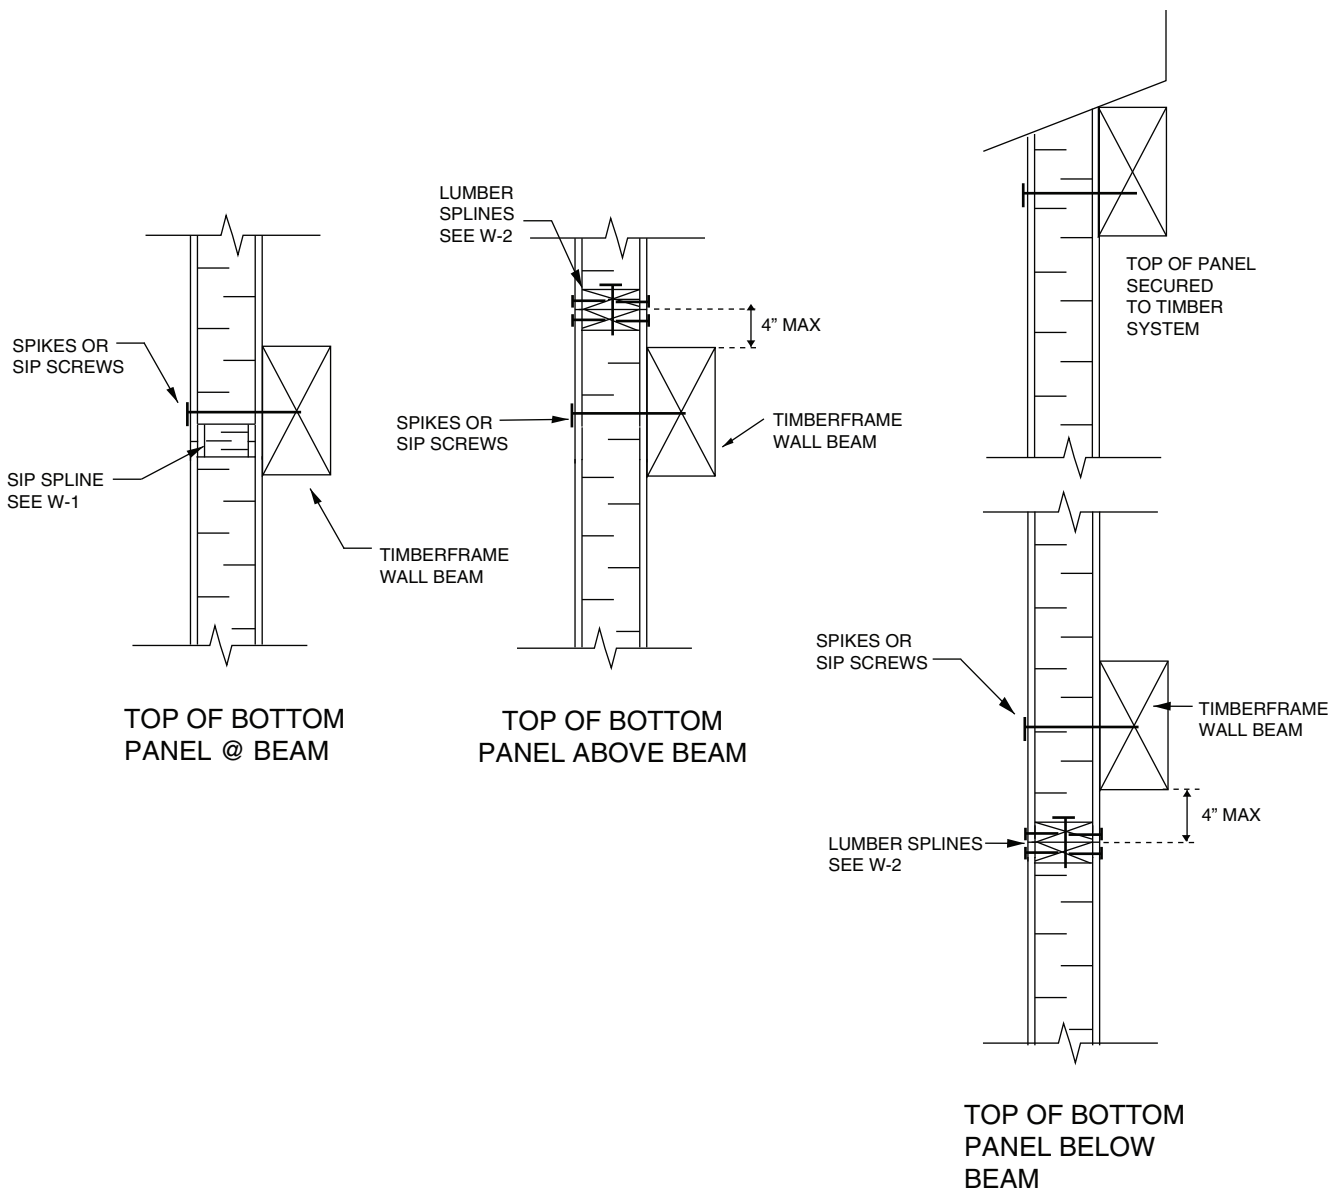 SPIKES OR
SIP SCREWS
SIP SPLINE
SEE W-1
TIMBERFRAME
WALL BEAM
TOP OF BOTTOM
PANEL @ BEAM
LUMBER
SPLINES
SEE W-2
4” MAX
SPIKES OR
SIP SCREWS
TIMBERFRAME
WALL BEAM
TOP OF BOTTOM
PANEL ABOVE BEAM
TOP OF PANEL
SECURED
TO TIMBER
SYSTEM
SPIKES OR
SIP SCREWS
TIMBERFRAME
WALL BEAM
4” MAX
LUMBER SPLINES
SEE W-2
TOP OF BOTTOM
PANEL BELOW
BEAM